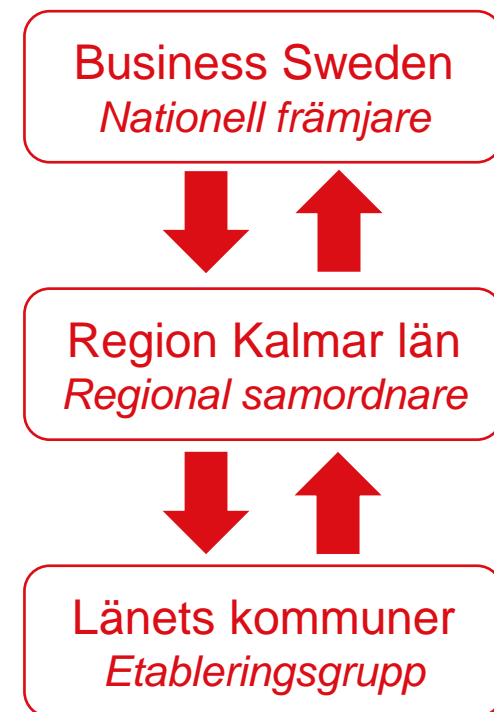 Business Sweden
Nationell främjare
Region Kalmar län
Regional samordnare
Länets kommuner
Etableringsgrupp